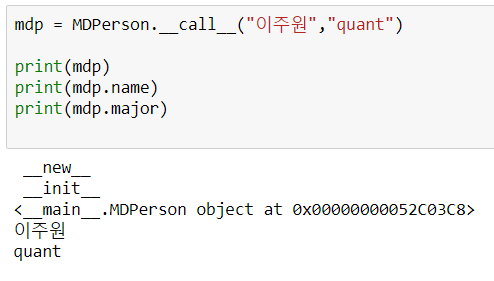 mdp = MDPerson.__call__("이주원","quant")
print(mdp)
print(mdp.name)
print(mdp.major)
__new__
__init__
<__main__.MDPerson object at 0x00000000052C03C8>
이주원
quant